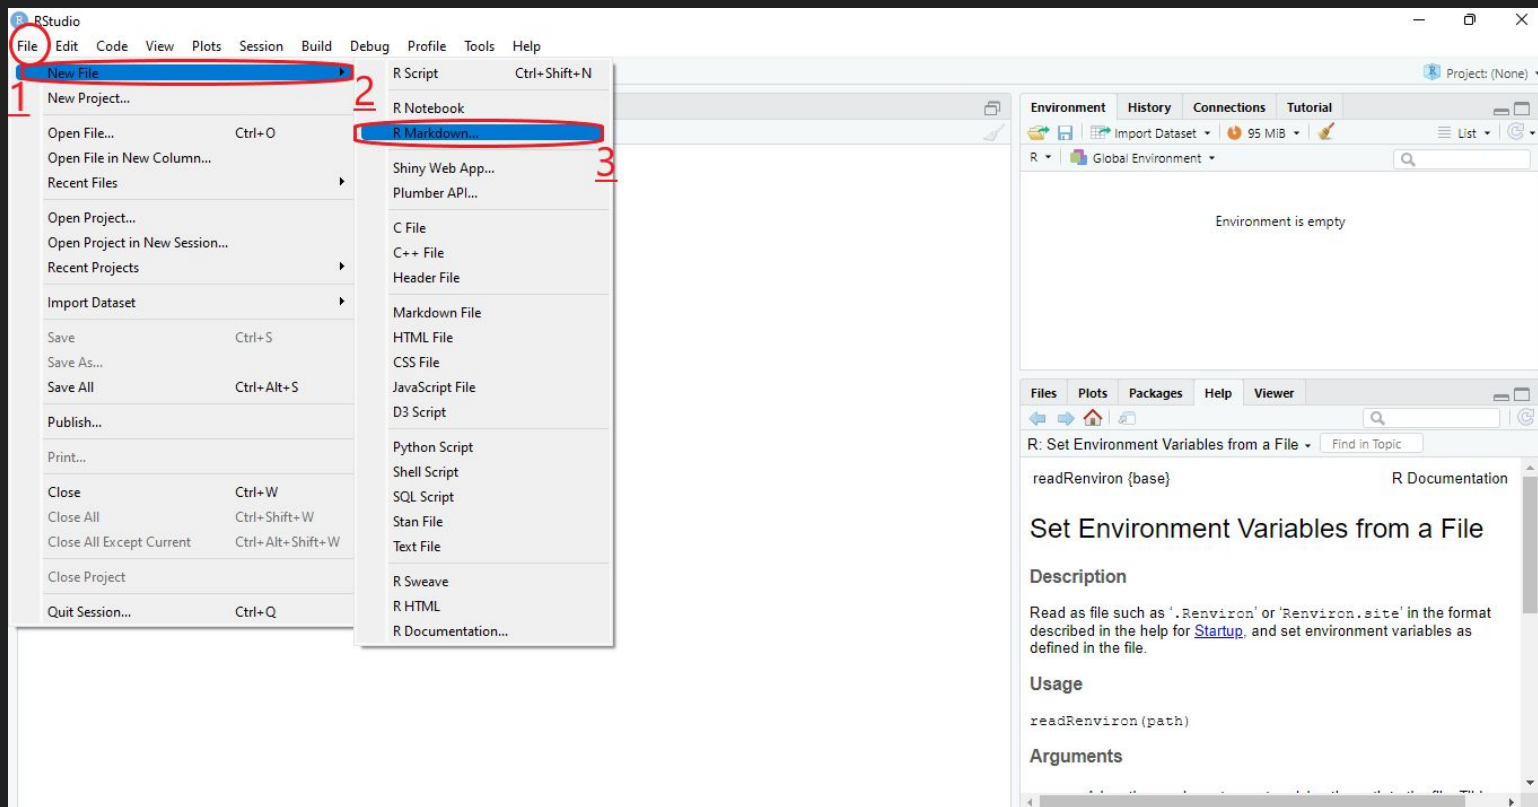 RStudio
File Edit Code View Plots Session Build Debug Profile Tools Help
1
2
3
New File
New Project...
Open File... Ctrl+O
Open File in New Column...
Recent Files
Open Project...
Open Project in New Session...
Recent Projects
Import Dataset
Save Ctrl+S
Save As...
Save All Ctrl+Alt+S
Publish...
Print...
Close Ctrl+W
Close All Ctrl+Shift+W
Close All Except Current Ctrl+Alt+Shift+W
Close Project
Quit Session... Ctrl+Q
R Script Ctrl+Shift+N
R Notebook
R Markdown...
Shiny Web App...
Plumber API...
C File
C++ File
Header File
Markdown File
HTML File
CSS File
JavaScript File
D3 Script
Python Script
Shell Script
SQL Script
Stan File
Text File
R Sweave
R HTML
R Documentation...
Project: (None)
Environment History Connections Tutorial
Import Dataset 95 MiB List
R Global Environment
Environment is empty
Files Plots Packages Help Viewer
R: Set Environment Variables from a File Find in Topic
readRenviron {base} R Documentation
Set Environment Variables from a File
Description
Read as file such as ‘.Renviron’ or ‘Renviron.site’ in the format
described in the help for Startup, and set environment variables as
defined in the file.
Usage
readRenviron(path)
Arguments